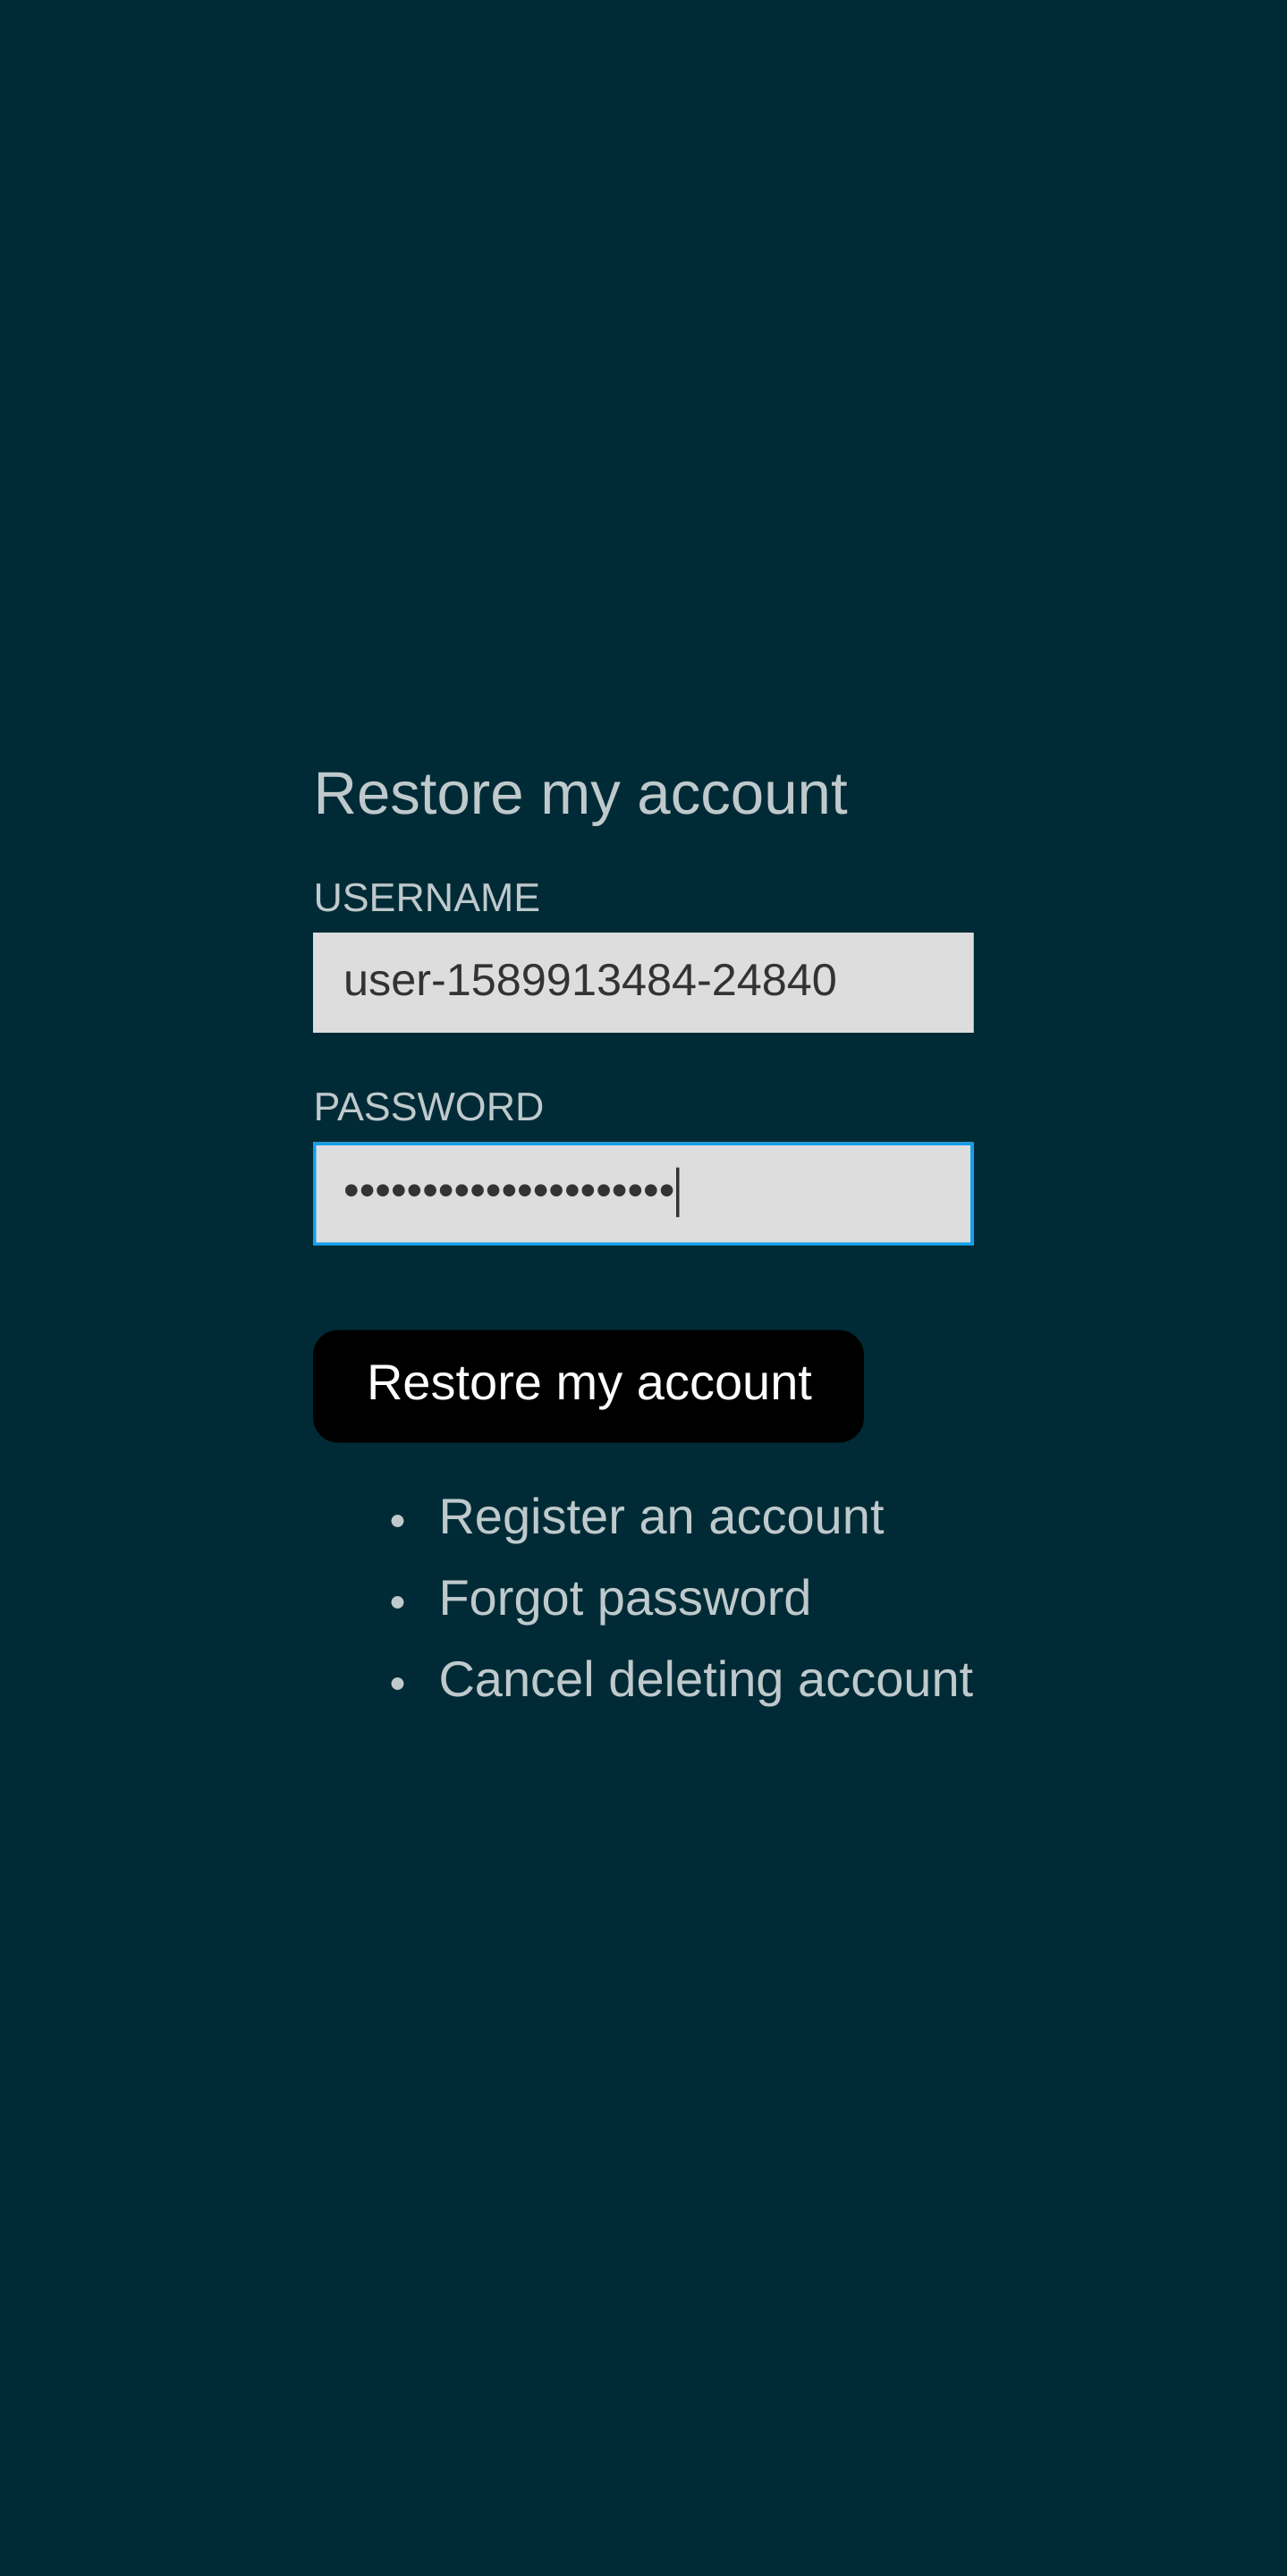 Restore my account
USERNAME
user-1589913484-24840
PASSWORD
•••••••••••••••••••••
Restore my account
• Register an account
• Forgot password
• Cancel deleting account